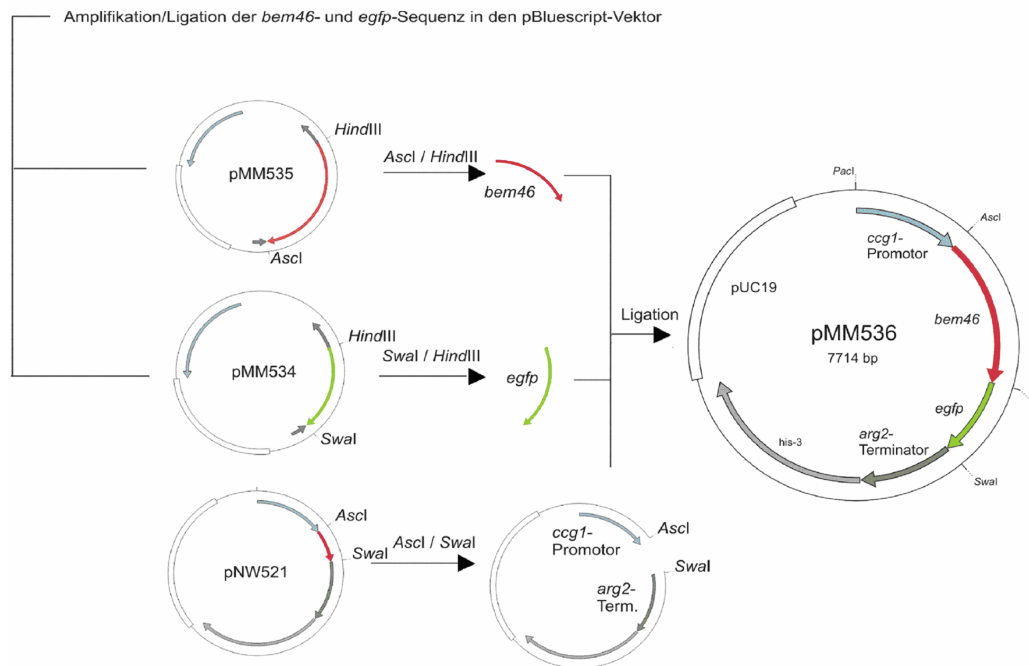 Amplifikation/Ligation der bem46- und egfp-Sequenz in den pBluescript-Vektor
HindIII
pMM535
AscI
AscI / HindIII
bem46
HindIII
pMM534
SwaI
SwaI / HindIII
egfp
AscI
SwaI
pNW521
AscI / SwaI
ccg1-
Promotor
AscI
SwaI
arg2-
Term.
Ligation
PacI
AscI
ccg1-
Promotor
pUC19
bem46
pMM536
7714 bp
egfp
arg2-
Terminator
his-3
SwaI